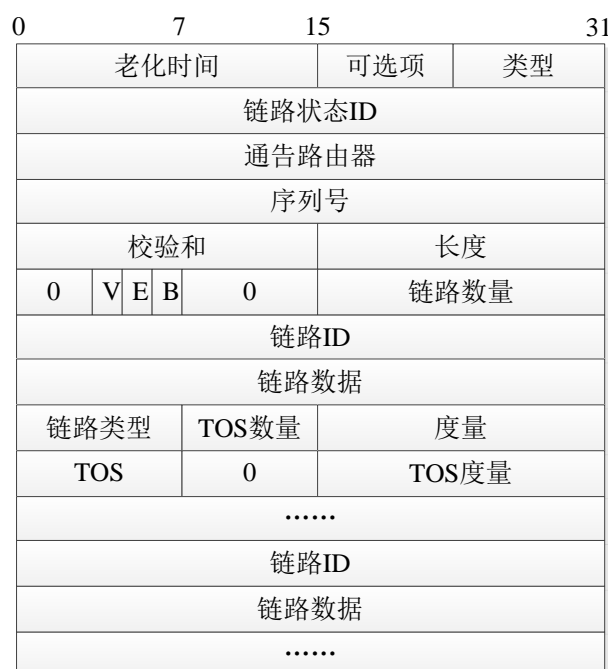 0 7 15 31
老化时间 可选项 类型
链路状态ID
通告路由器
序列号
校验和 长度
0 V E B 0 链路数量
链路ID
链路数据
链路类型 TOS数量 度量
TOS 0 TOS度量
……
链路ID
链路数据
……